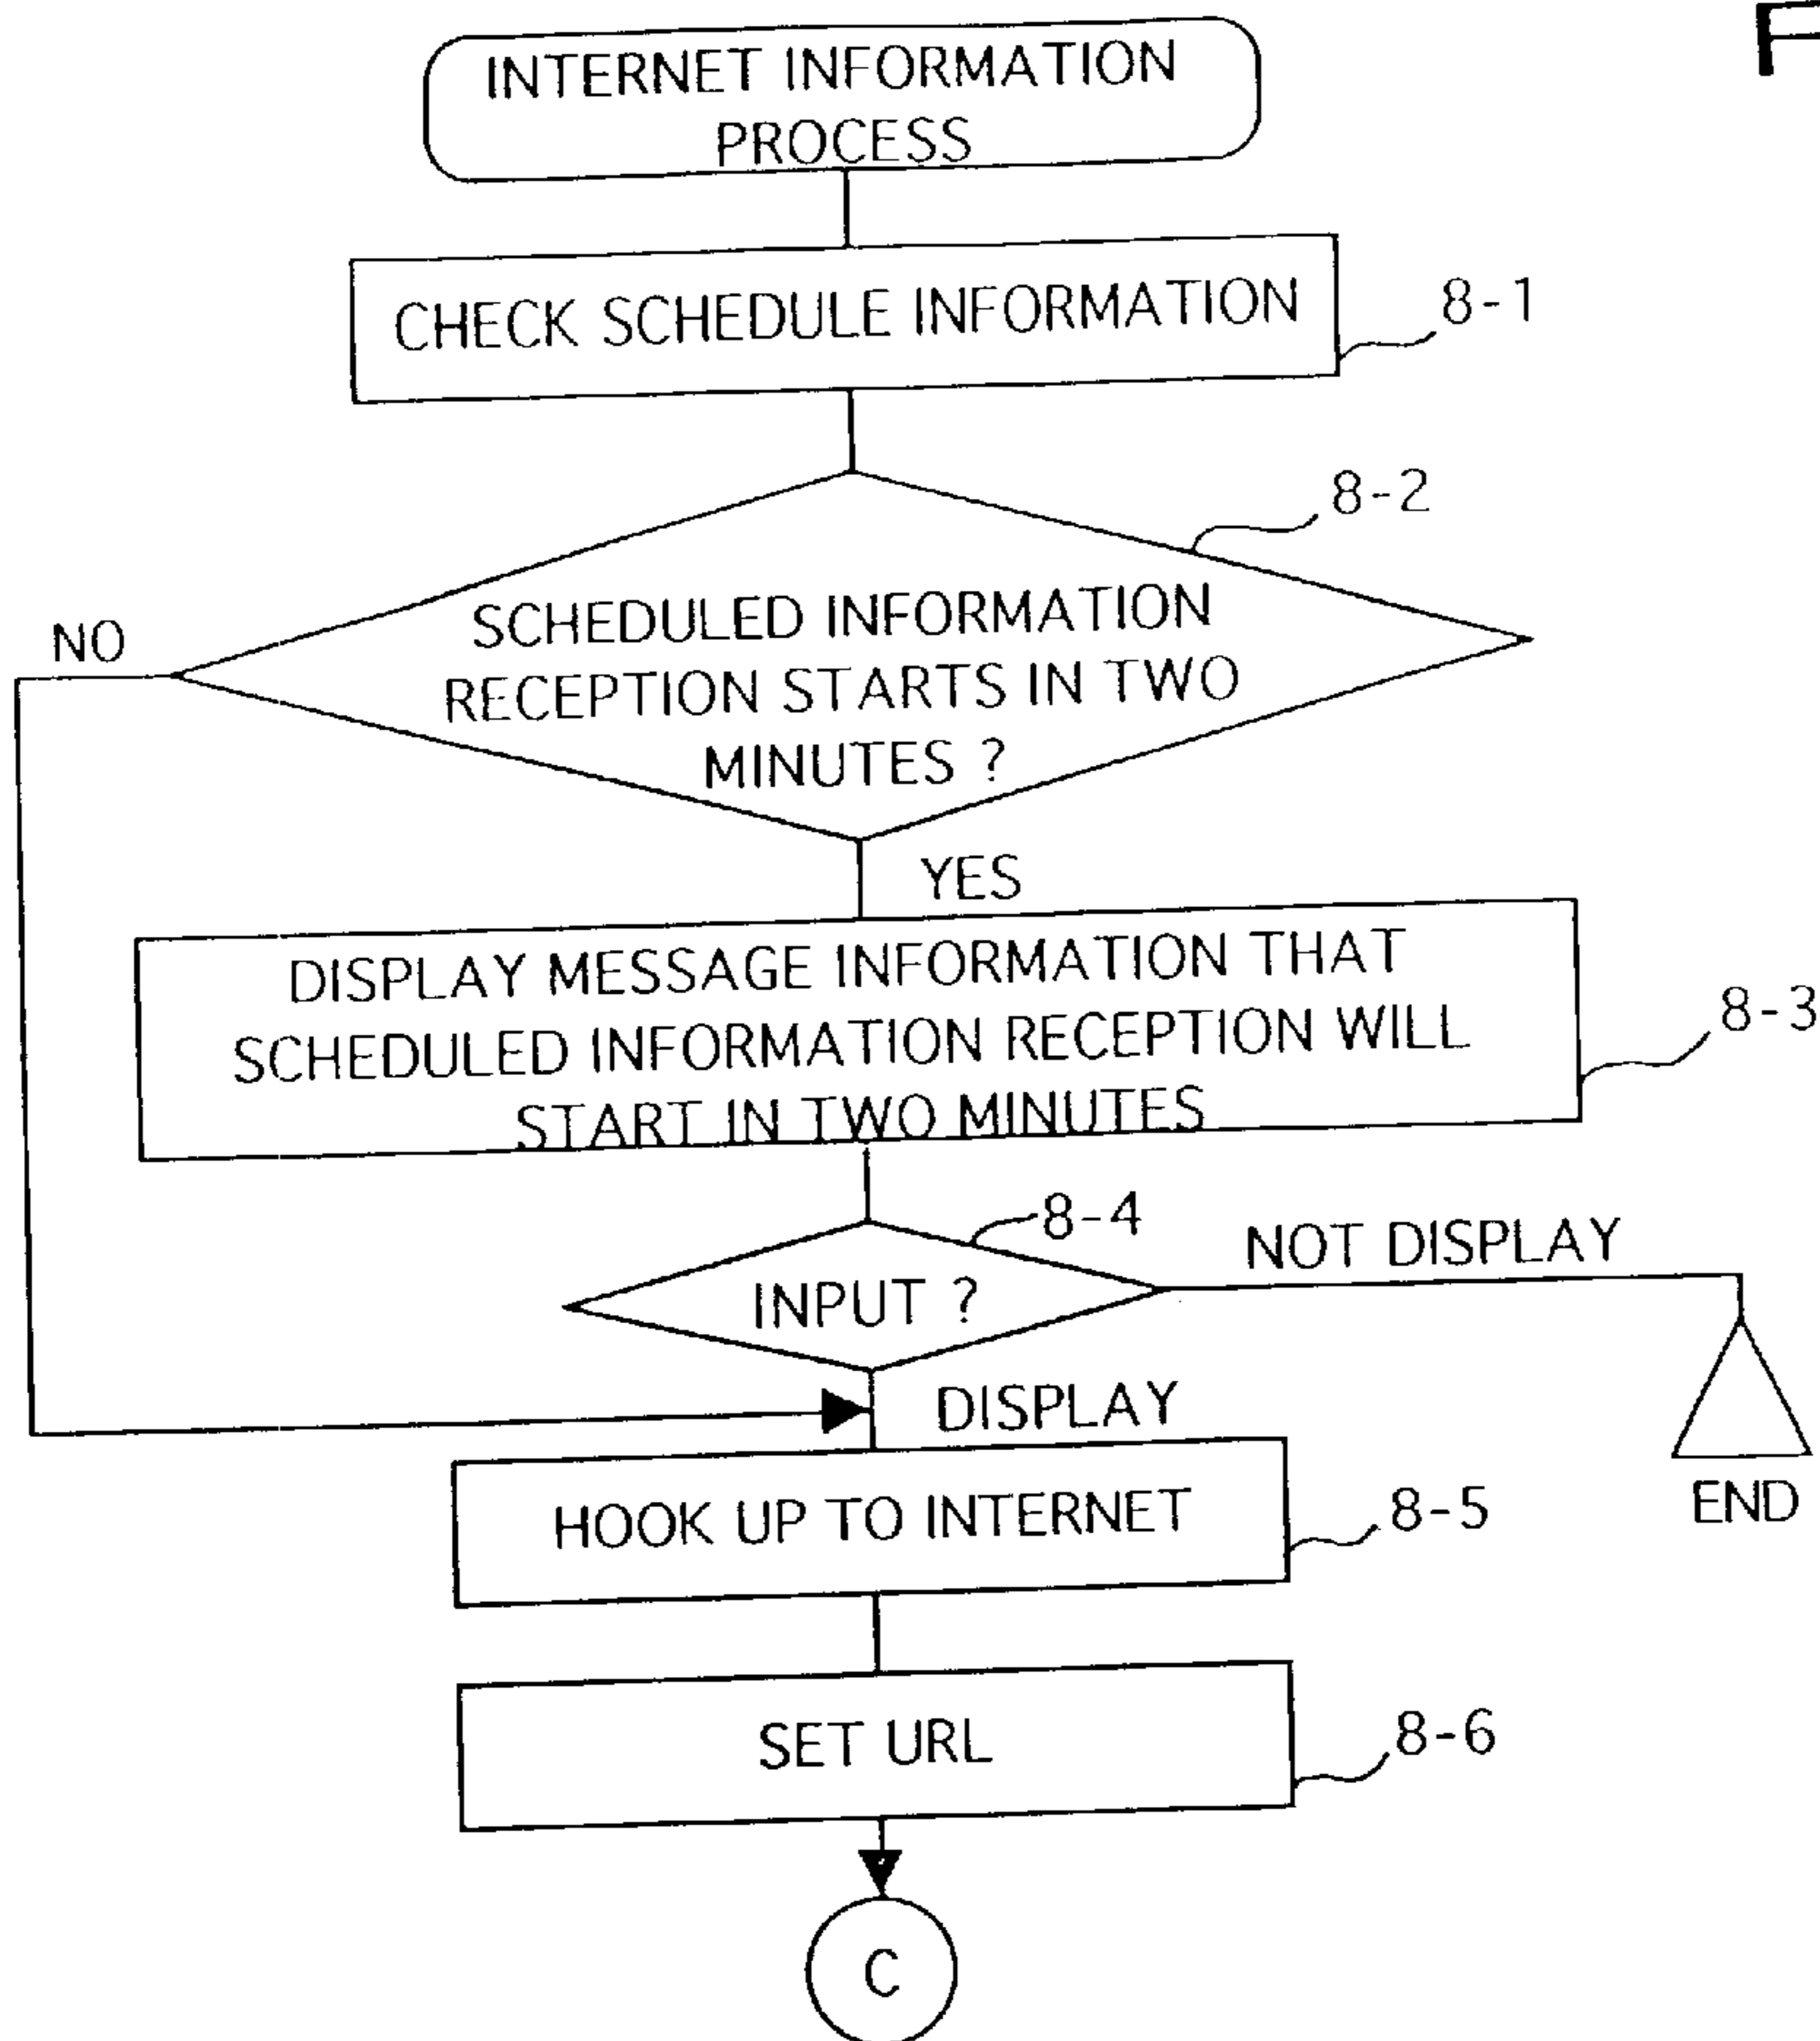 INTERNET INFORMATION
PROCESS
CHECK SCHEDULE INFORMATION
8-1
8-2
SCHEDULED INFORMATION
RECEPTION STARTS IN TWO
MINUTES ?
NO
YES
DISPLAY MESSAGE INFORMATION THAT
SCHEDULED INFORMATION RECEPTION WILL
START IN TWO MINUTES
8-3
8-4
INPUT ?
NOT DISPLAY
DISPLAY
END
HOOK UP TO INTERNET
8-5
SET URL
8-6
C